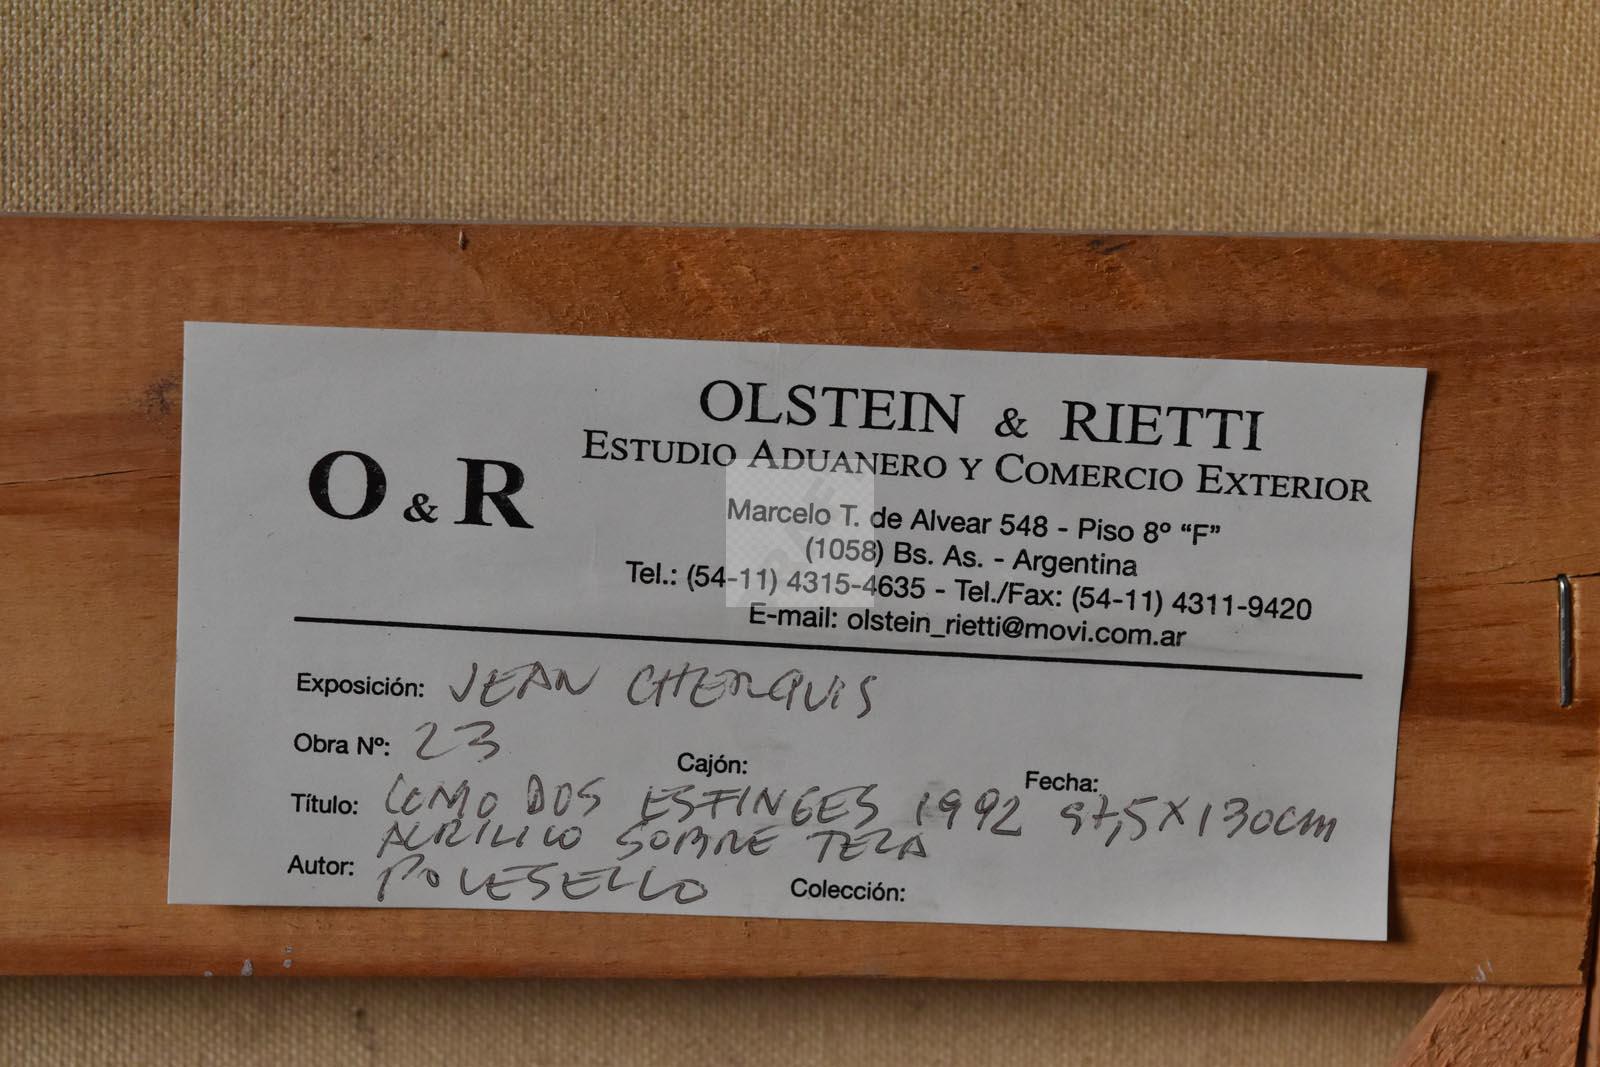 OLSTEIN & RIETTI
ESTUDIO ADUANERO Y COMERCIO EXTERIOR
O & R
Marcelo T. de Alvear 548 - Piso 8º “F”
(1058) Bs. As. - Argentina
Tel.: (54-11) 4315-4635 - Tel./Fax: (54-11) 4311-9420
E-mail: olstein_rietti@movi.com.ar
Exposición: JEAN CHERQUIS
Obra Nº: 23
Cajón: Fecha:
Título: COMO DOS ESFINGES 1992 97,5 X 130cm
ACRILICO SOBRE TELA
Autor: POLESELLO Colección: